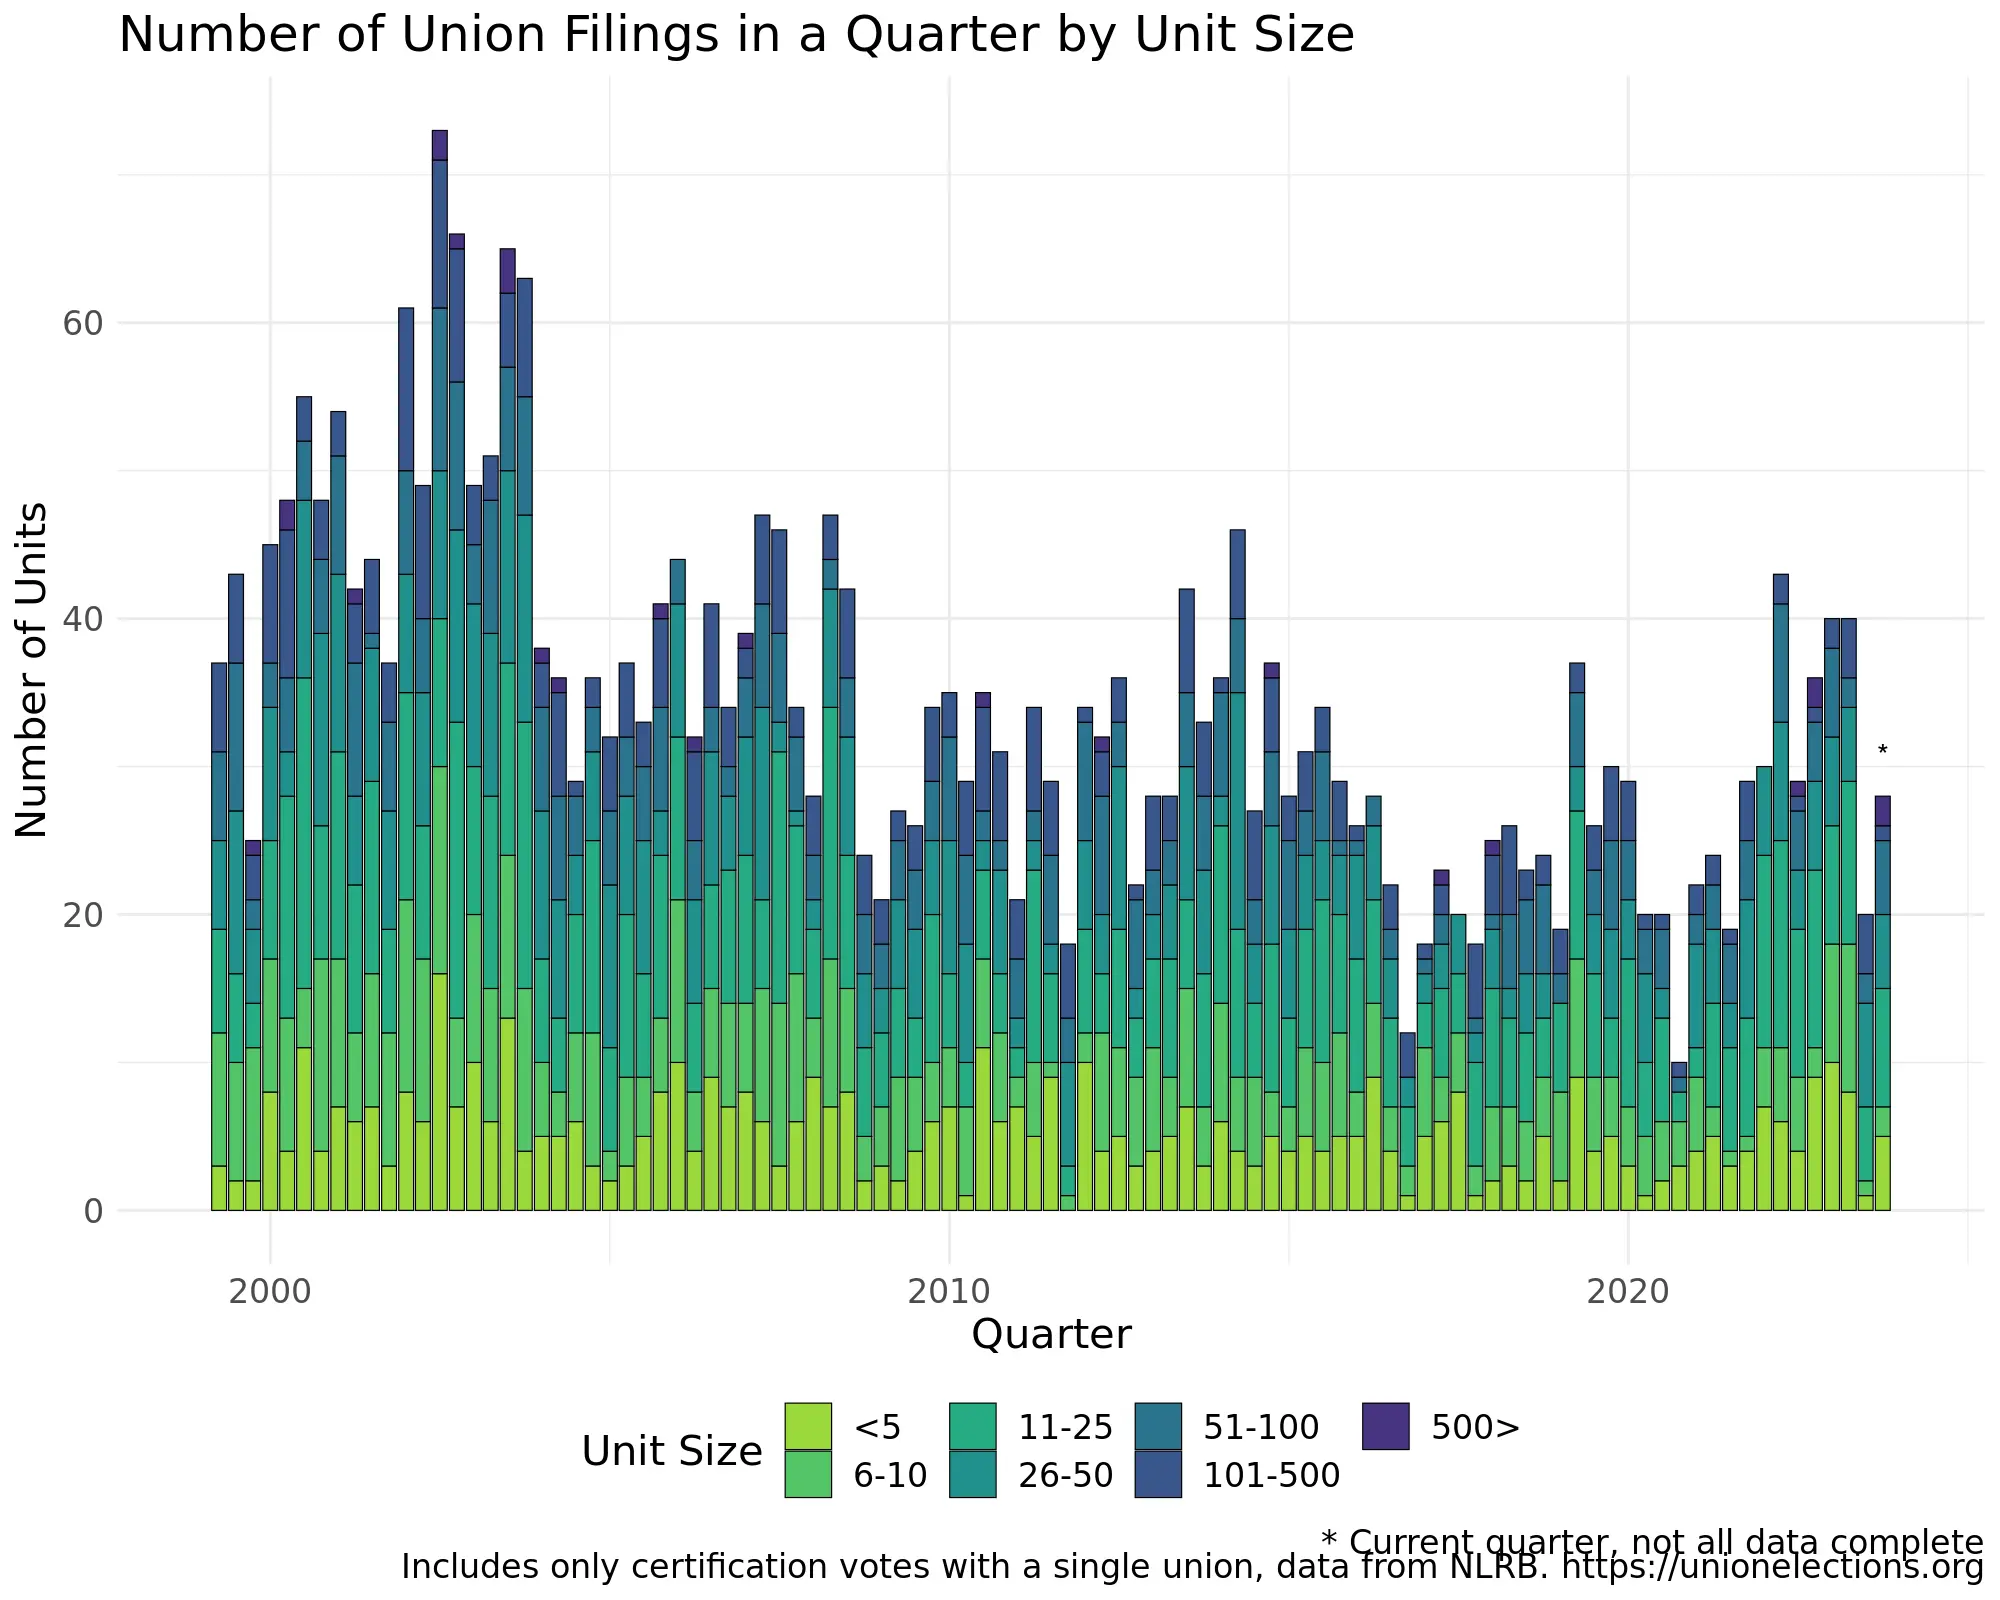 Number of Union Filings in a Quarter by Unit Size
Number of Units
60
40
20
0
*
2000 2010 2020
Quarter
Unit Size
<5 11-25 51-100 500>
6-10 26-50 101-500
* Current quarter, not all data complete
Includes only certification votes with a single union, data from NLRB. https://unionelections.org